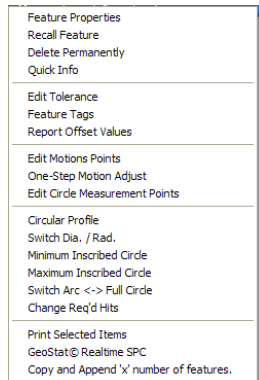 Feature Properties
Recall Feature
Delete Permanently
Quick Info
Edit Tolerance
Feature Tags
Report Offset Values
Edit Motions Points
One-Step Motion Adjust
Edit Circle Measurement Points
Circular Profile
Switch Dia. / Rad.
Minimum Inscribed Circle
Maximum Inscribed Circle
Switch Arc <-> Full Circle
Change Req'd Hits
Print Selected Items
GeoStat© Realtime SPC
Copy and Append 'x' number of features.